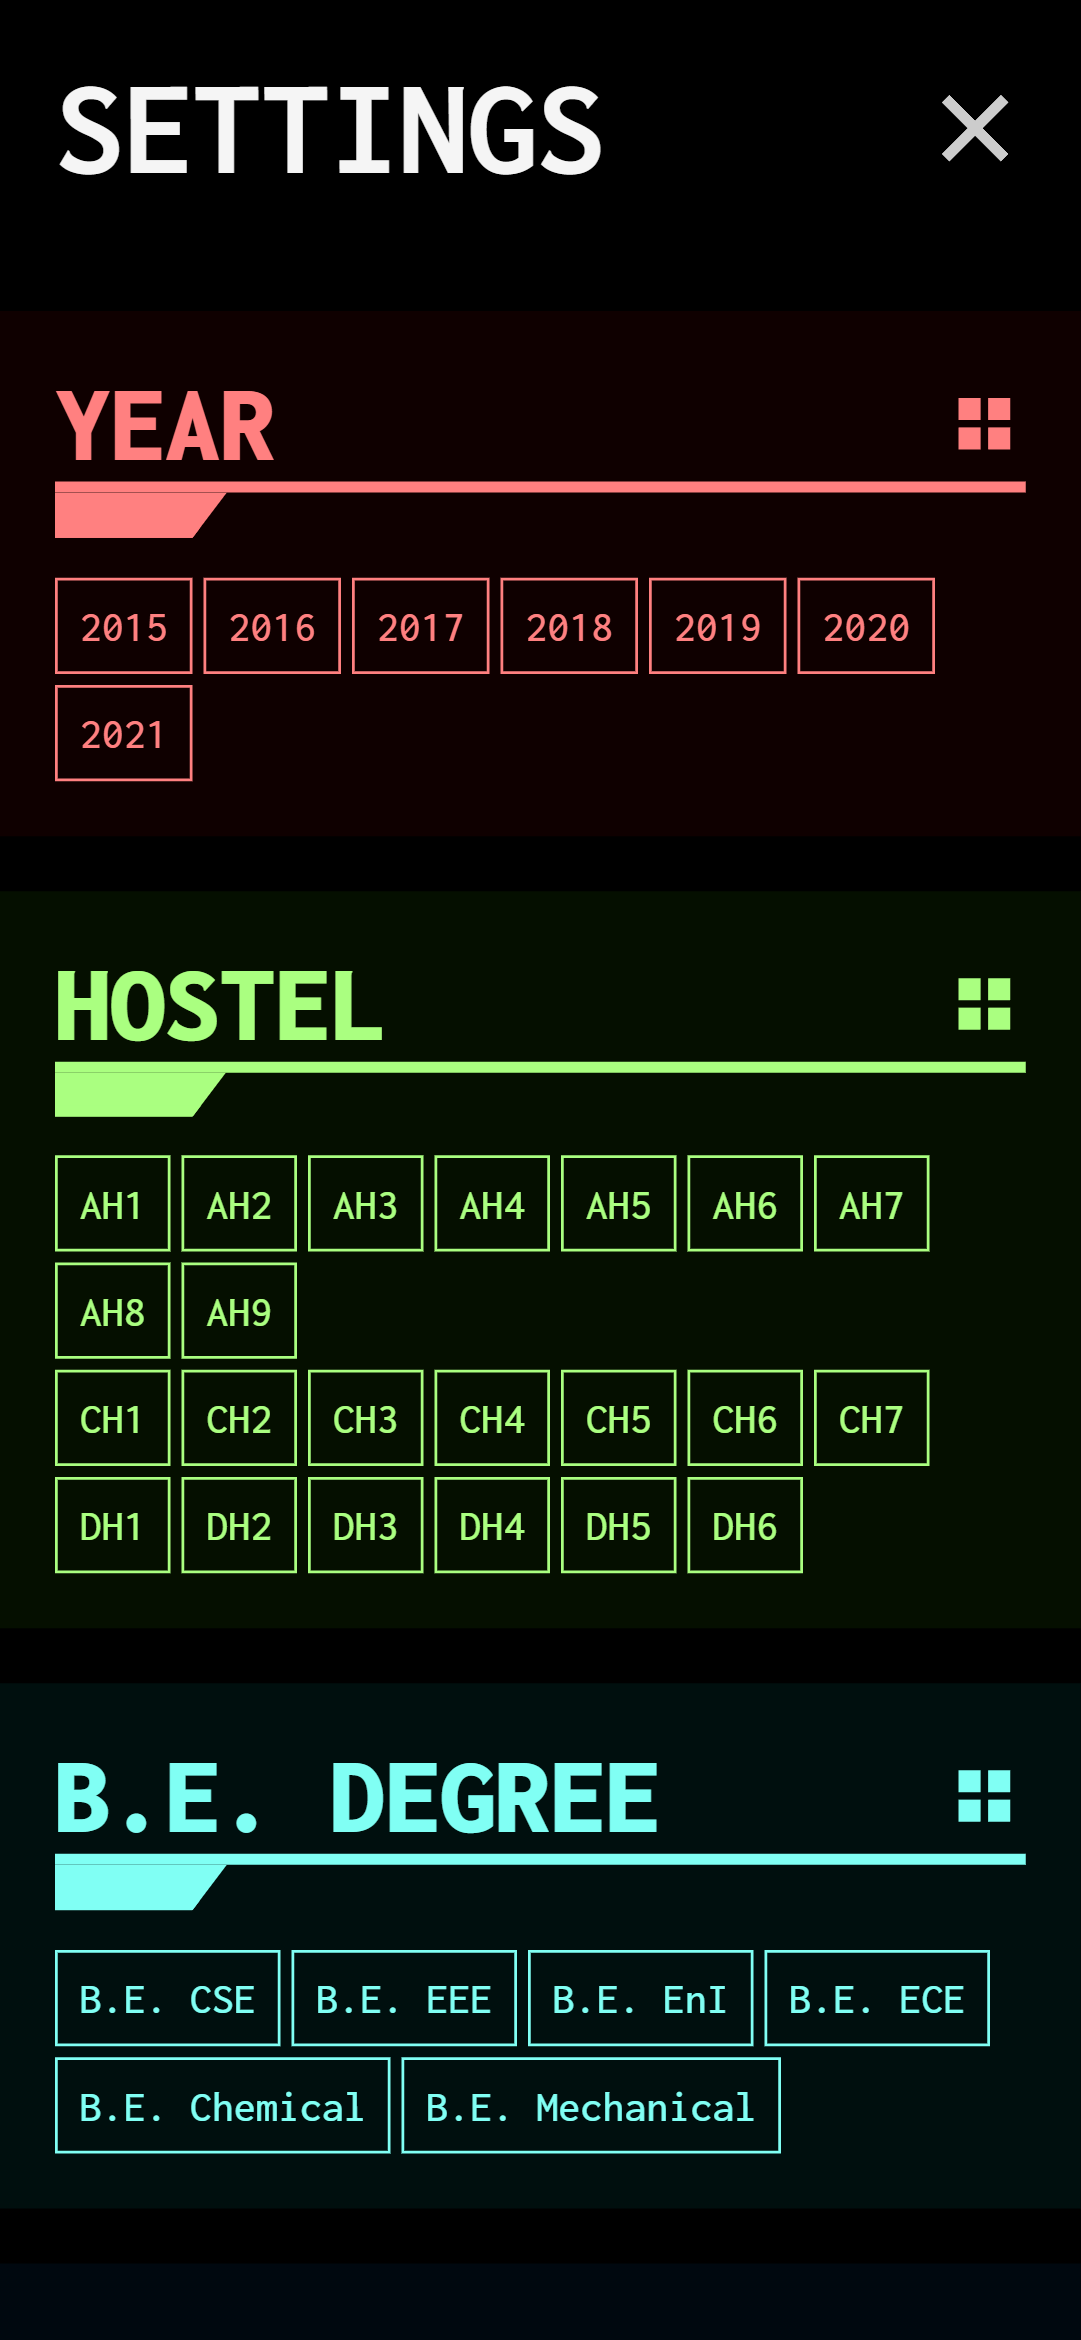 SETTINGS
YEAR
2015 2016 2017 2018 2019 2020
2021
HOSTEL
AH1 AH2 AH3 AH4 AH5 AH6 AH7
AH8 AH9
CH1 CH2 CH3 CH4 CH5 CH6 CH7
DH1 DH2 DH3 DH4 DH5 DH6
B.E. DEGREE
B.E. CSE B.E. EEE B.E. EnI B.E. ECE
B.E. Chemical B.E. Mechanical